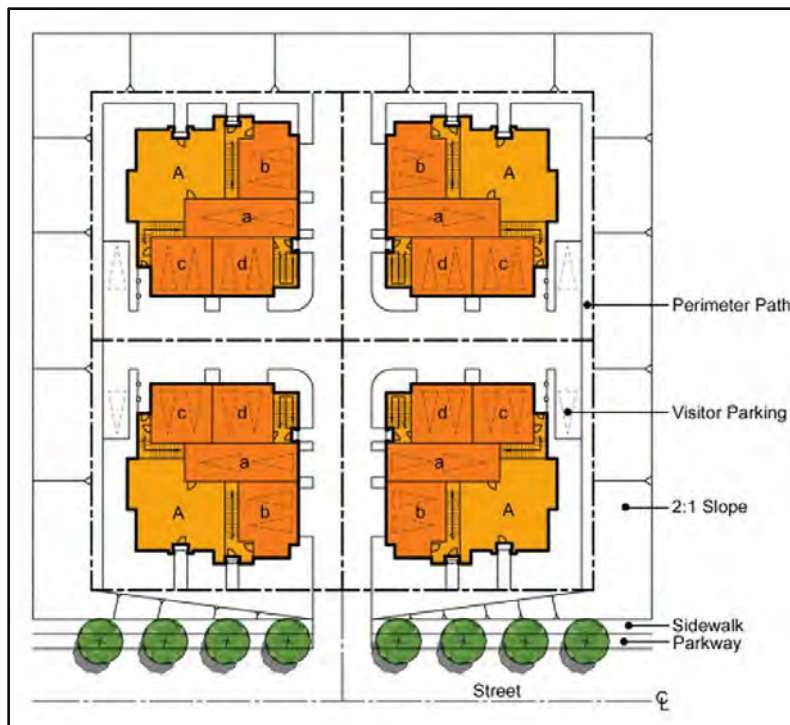 A b b A
a a
c d d c
Perimeter Path
c d d c
Visitor Parking
a a
A b b A
2:1 Slope
Sidewalk
Parkway
Street ℄